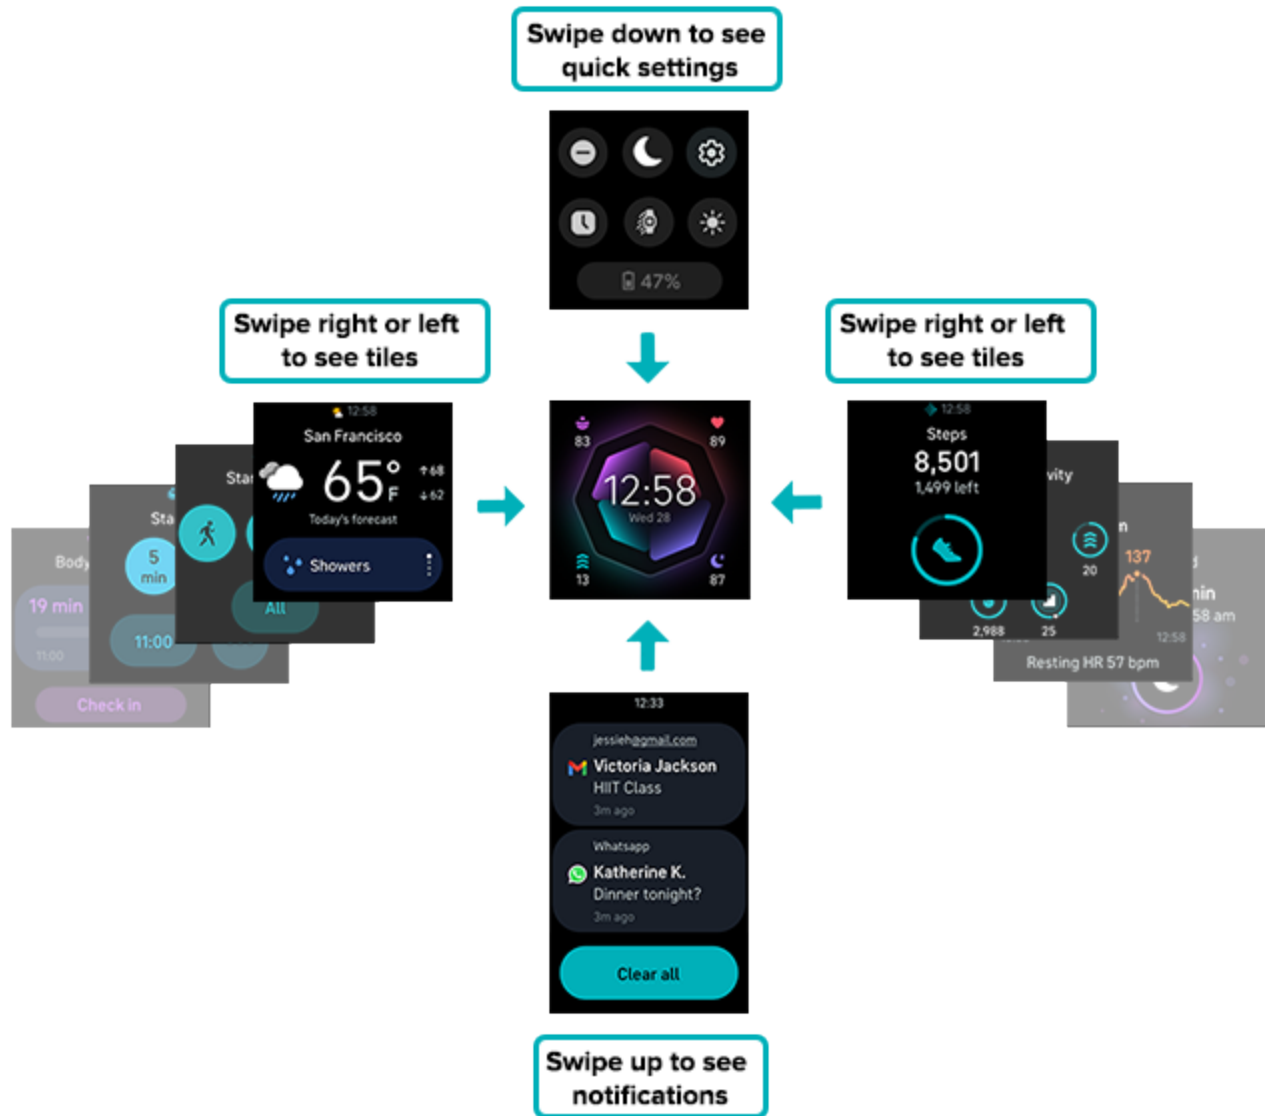 Swipe down to see
quick settings
47%
Swipe right or left
to see tiles
Swipe right or left
to see tiles
12:58
San Francisco
65°F
↑68
↓62
Today's forecast
Showers
Star
All
Sta
5
min
11:00
Body
19 min
11:00
Check in
83
89
12:58
Wed 28
13
87
12:58
Steps
8,501
1,499 left
vity
20
2,988
25
m
137
12:58
Resting HR 57 bpm
d
min
58 am
12:33
jessieh@gmail.com
Victoria Jackson
HIIT Class
3m ago
Whatsapp
Katherine K.
Dinner tonight?
3m ago
Clear all
Swipe up to see
notifications